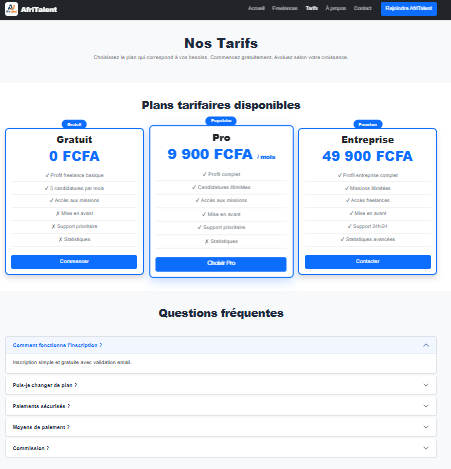 AfriTalent
Accueil Freelances Tarifs À propos Contact Rejoindre AfriTalent
Nos Tarifs
Choisissez le plan qui correspond à vos besoins. Commencez gratuitement, évoluez selon votre croissance.
Plans tarifaires disponibles
Gratuit
Gratuit
0 FCFA
✓ Profil freelance basique
✓ 3 candidatures par mois
✓ Accès aux missions
✗ Mise en avant
✗ Support prioritaire
✗ Statistiques
Commencer
Populaire
Pro
9 900 FCFA / mois
✓ Profil complet
✓ Candidatures illimitées
✓ Accès aux missions
✓ Mise en avant
✓ Support prioritaire
✗ Statistiques
Choisir Pro
Premium
Entreprise
49 900 FCFA
✓ Profil entreprise complet
✓ Missions illimitées
✓ Accès freelances
✓ Mise en avant
✓ Support 24h/24
✓ Statistiques avancées
Contacter
Questions fréquentes
Comment fonctionne l'inscription ?
Inscription simple et gratuite avec validation email.
Puis-je changer de plan ?
Paiements sécurisés ?
Moyens de paiement ?
Commission ?